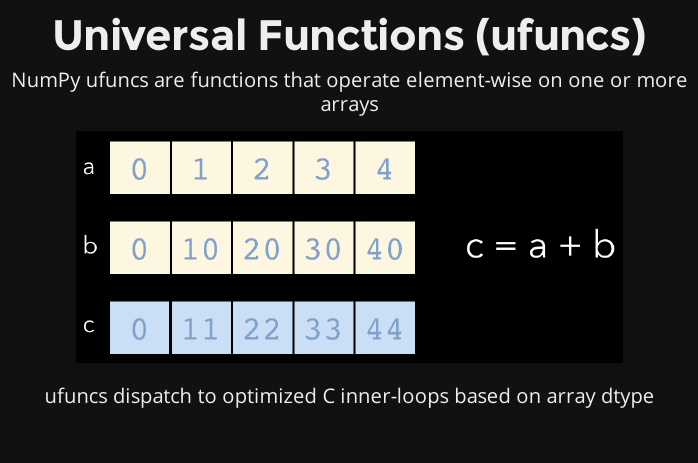 Universal Functions (ufuncs)
NumPy ufuncs are functions that operate element-wise on one or more
arrays
a 0 1 2 3 4
b 0 10 20 30 40
c = a + b
c 0 11 22 33 44
ufuncs dispatch to optimized C inner-loops based on array dtype